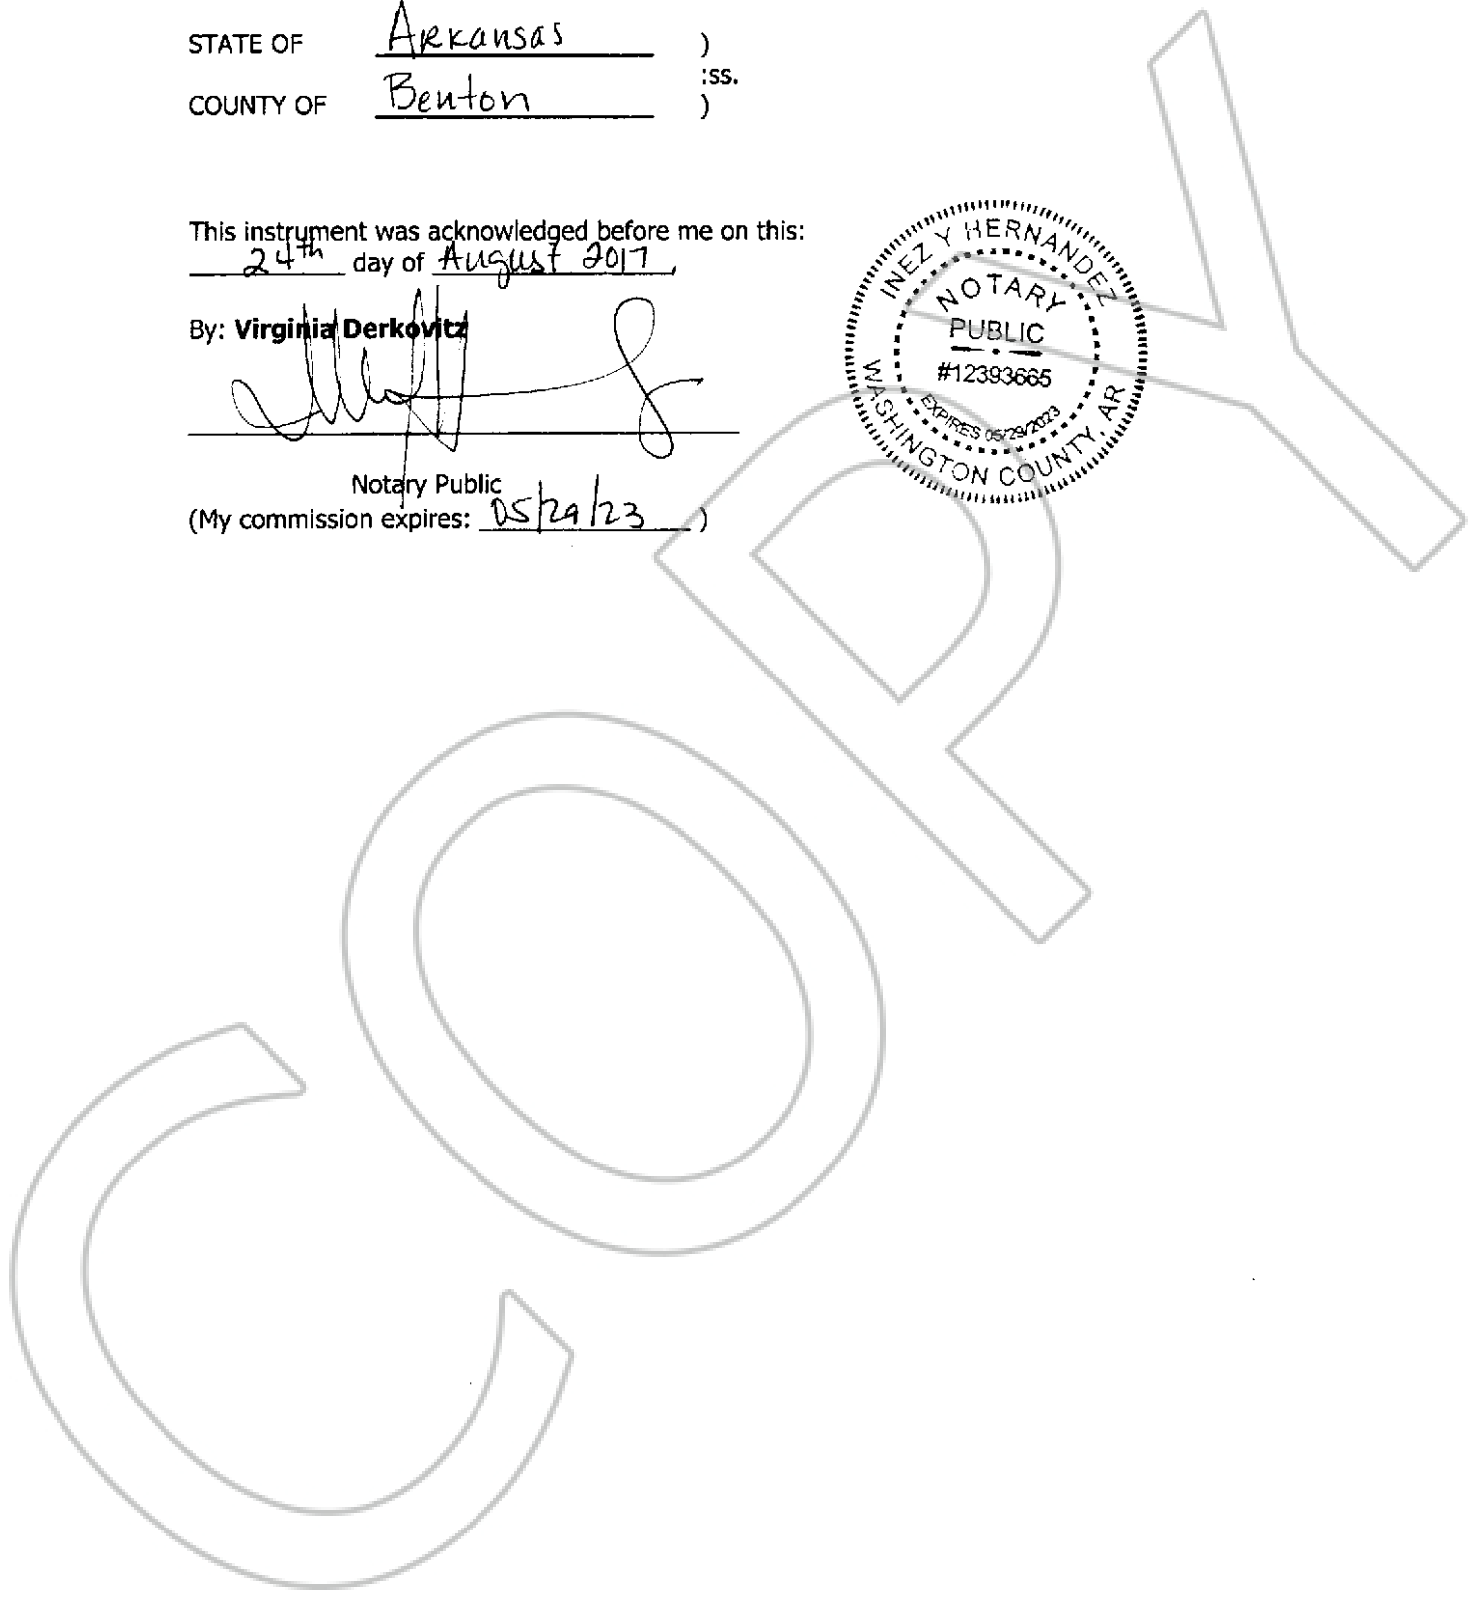 STATE OF Arkansas )
:ss.
COUNTY OF Benton )
This instrument was acknowledged before me on this:
24th day of August 2017,
By: Virginia Derkovitz
Notary Public
(My commission expires: 05/29/23 )
INEZ Y HERNANDEZ
NOTARY
PUBLIC
#12393665
EXPIRES 05/29/2023
WASHINGTON COUNTY, AR
COPY